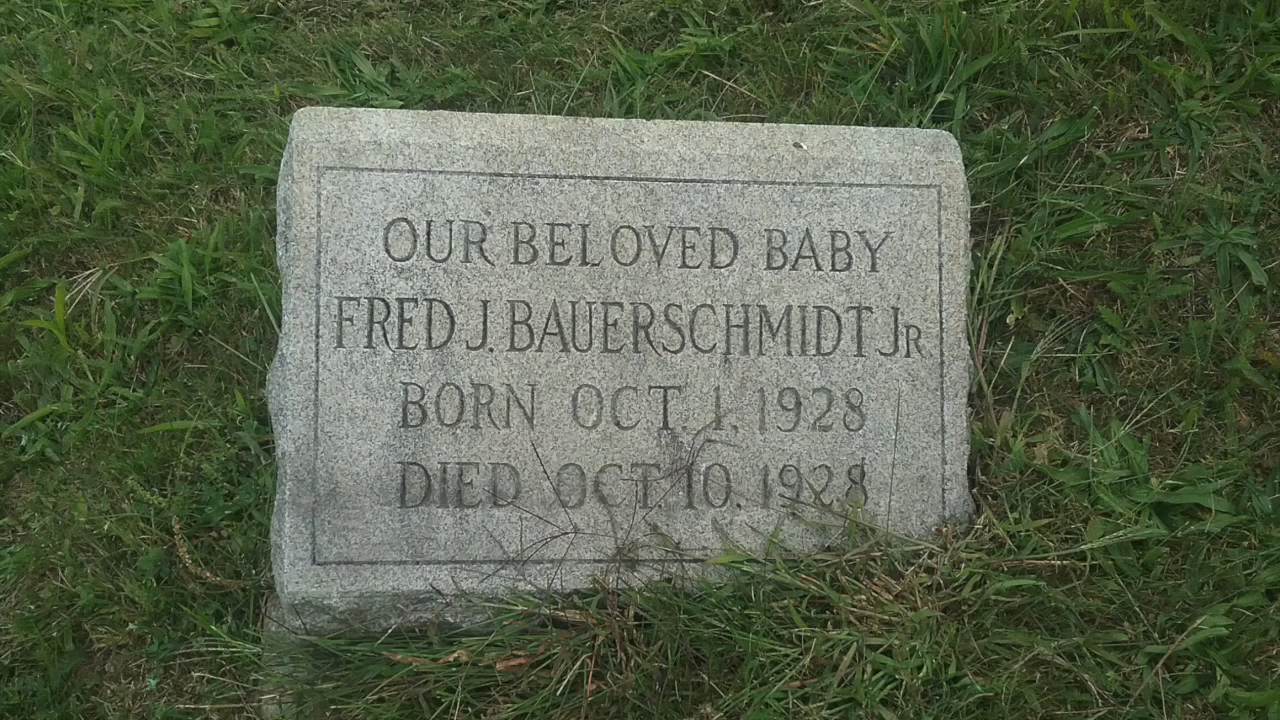 OUR BELOVED BABY
FRED J. BAUERSCHMIDT JR
BORN OCT. 1. 1928
DIED OCT. 10. 1928